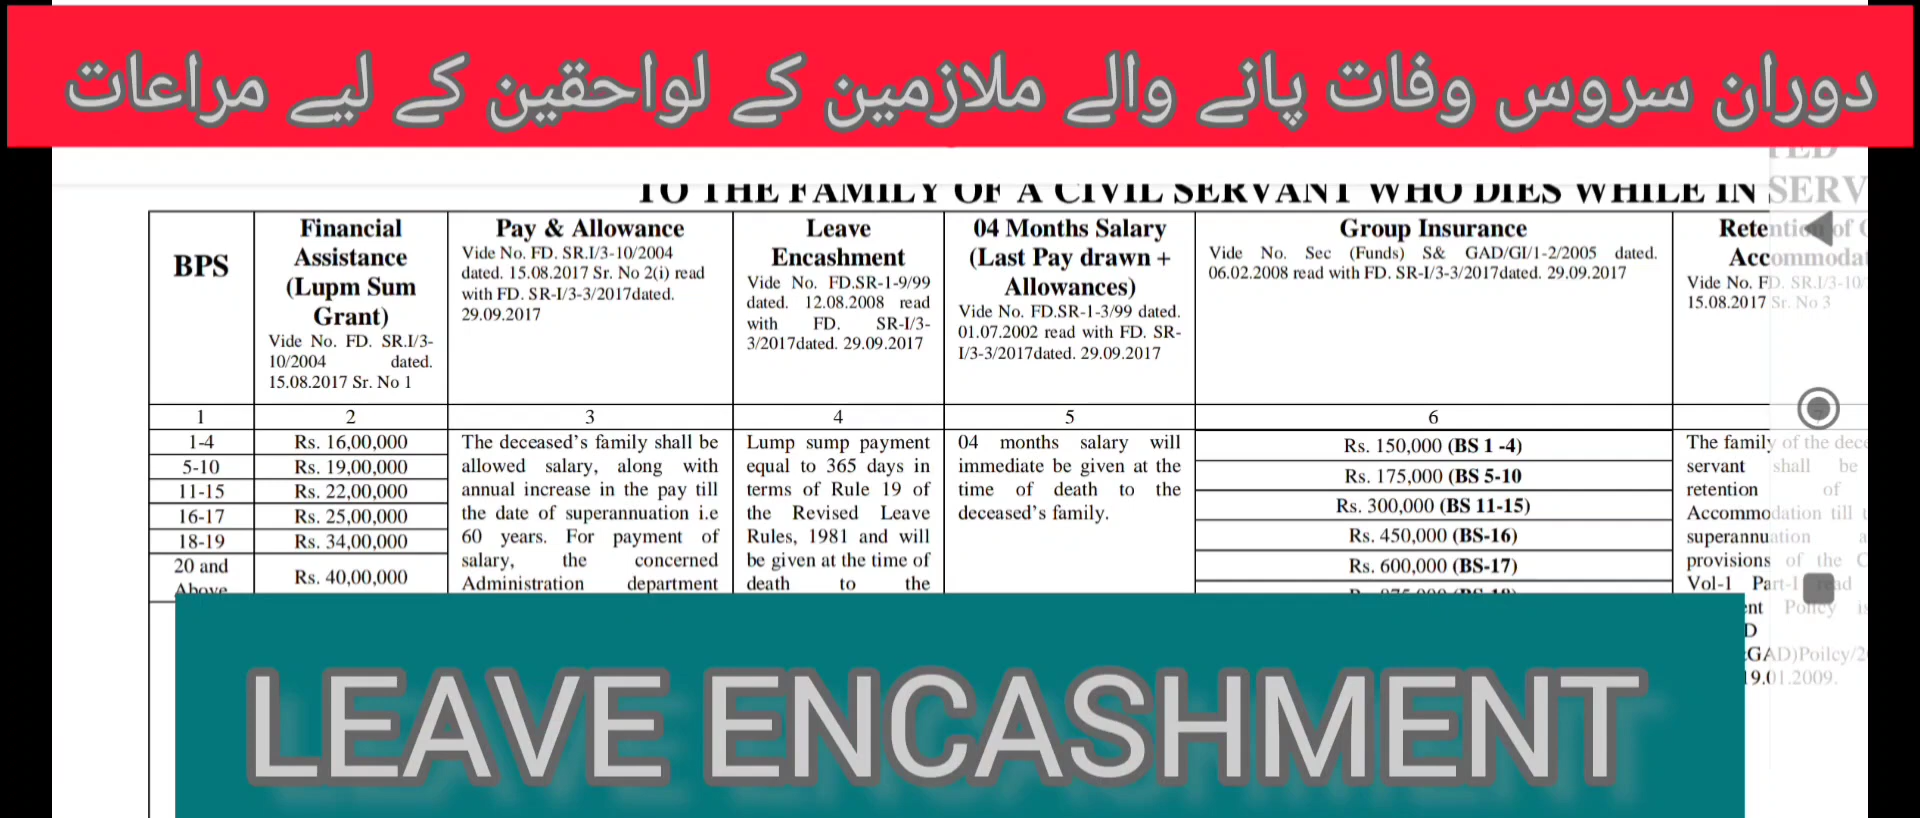 دوران سروس وفات پانے والے ملازمین کے لواحقین کے لیے مراعات
TO THE FAMILY OF A CIVIL SERVANT WHO DIES WHILE IN SERV
BPS
Financial
Assistance
(Lupm Sum
Grant)
Vide No. FD. SR.I/3-
10/2004 dated.
15.08.2017 Sr. No 1
Pay & Allowance
Vide No. FD. SR.I/3-10/2004
dated. 15.08.2017 Sr. No 2(i) read
with FD. SR-I/3-3/2017dated.
29.09.2017
Leave
Encashment
Vide No. FD.SR-1-9/99
dated. 12.08.2008 read
with FD. SR-I/3-
3/2017dated. 29.09.2017
04 Months Salary
(Last Pay drawn +
Allowances)
Vide No. FD.SR-1-3/99 dated.
01.07.2002 read with FD. SR-
I/3-3/2017dated. 29.09.2017
Group Insurance
Vide No. Sec (Funds) S& GAD/GI/1-2/2005 dated.
06.02.2008 read with FD. SR-I/3-3/2017dated. 29.09.2017
Retention of
Accommodat
Vide No. FD. SR.I/3-10/
15.08.2017 Sr. No 3
1
2
3
4
5
6
1-4
Rs. 16,00,000
5-10
Rs. 19,00,000
11-15
Rs. 22,00,000
16-17
Rs. 25,00,000
18-19
Rs. 34,00,000
20 and
Above
Rs. 40,00,000
The deceased's family shall be
allowed salary, along with
annual increase in the pay till
the date of superannuation i.e
60 years. For payment of
salary, the concerned
Administration department
Lump sump payment
equal to 365 days in
terms of Rule 19 of
the Revised Leave
Rules, 1981 and will
be given at the time of
death to the
04 months salary will
immediate be given at the
time of death to the
deceased's family.
Rs. 150,000 (BS 1 -4)
Rs. 175,000 (BS 5-10
Rs. 300,000 (BS 11-15)
Rs. 450,000 (BS-16)
Rs. 600,000 (BS-17)
The family of the dece
servant shall be
retention of
Accommodation till
superannuation
provisions of the
Vol-1 Part-I read
Policy
GAD)Poilcy/2
19.01.2009.
LEAVE ENCASHMENT